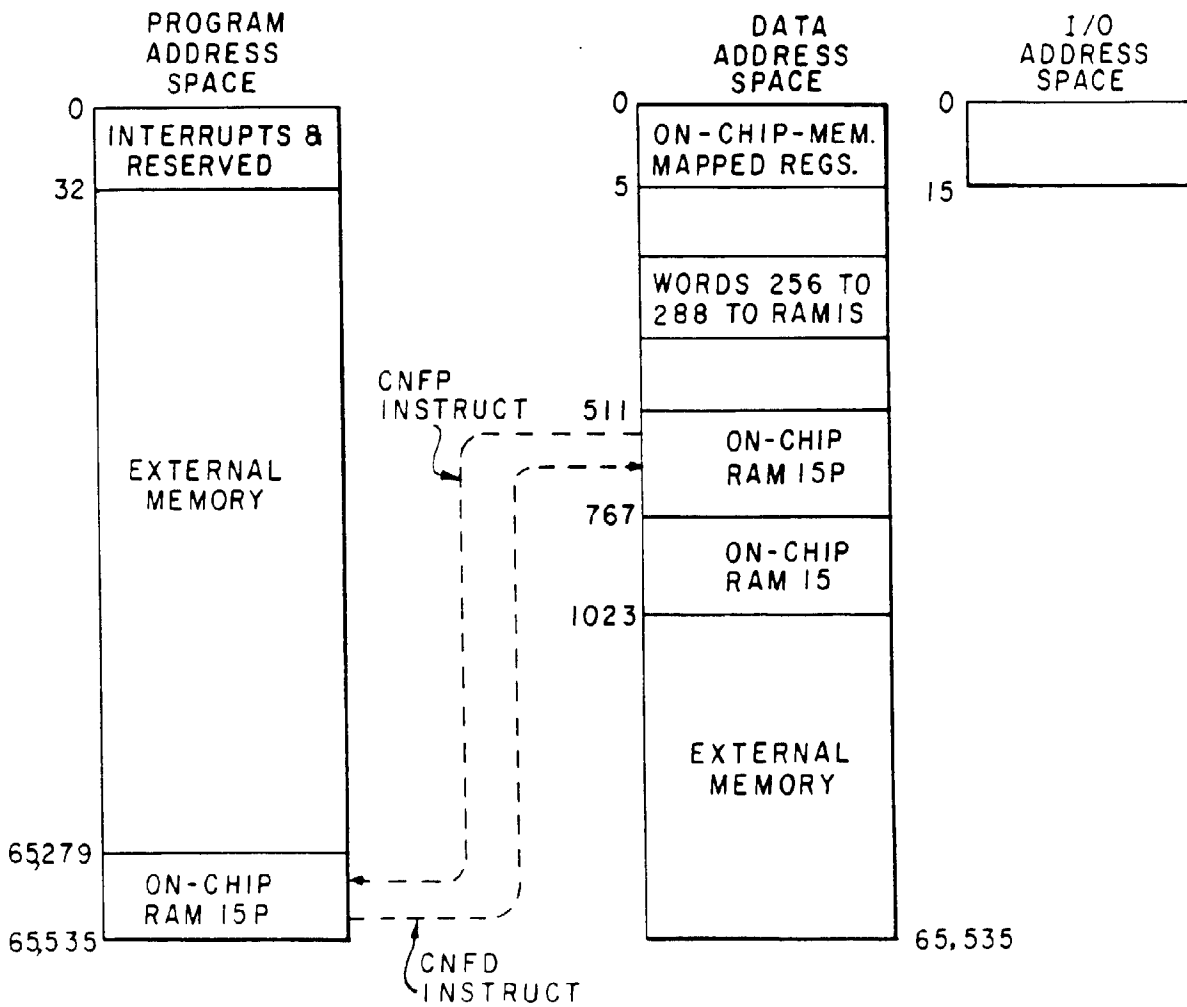 PROGRAM
ADDRESS
SPACE
0
INTERRUPTS &
RESERVED
32
EXTERNAL
MEMORY
65,279
ON-CHIP
RAM 15P
65,535
CNFP
INSTRUCT
CNFD
INSTRUCT
DATA
ADDRESS
SPACE
0
ON-CHIP-MEM.
MAPPED REGS.
5
WORDS 256 TO
288 TO RAM15
511
ON-CHIP
RAM 15P
767
ON-CHIP
RAM 15
1023
EXTERNAL
MEMORY
65,535
I/O
ADDRESS
SPACE
0
15